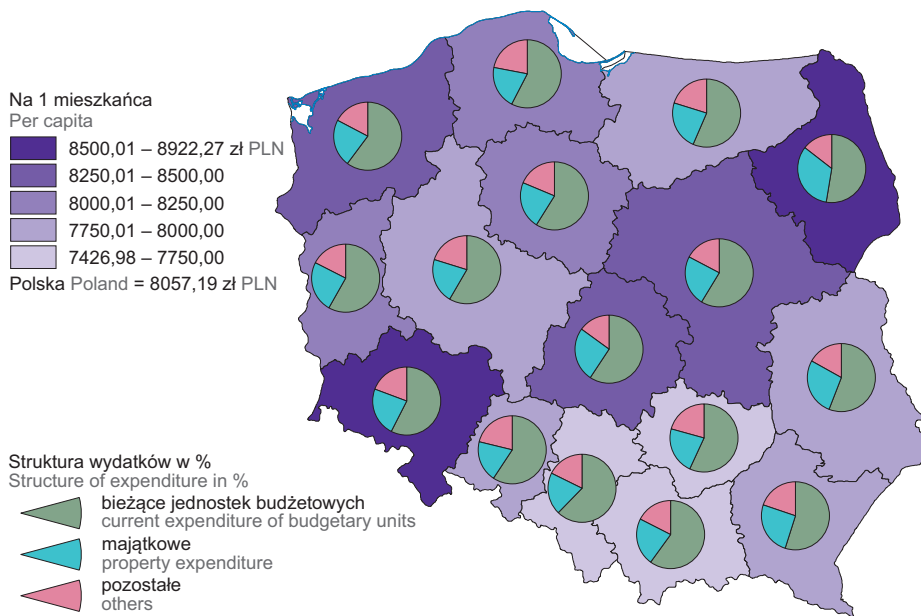 Na 1 mieszkańca
Per capita
8500,01 – 8922,27 zł PLN
8250,01 – 8500,00
8000,01 – 8250,00
7750,01 – 8000,00
7426,98 – 7750,00
Polska Poland = 8057,19 zł PLN
Struktura wydatków w %
Structure of expenditure in %
bieżące jednostek budżetowych
current expenditure of budgetary units
majątkowe
property expenditure
pozostałe
others